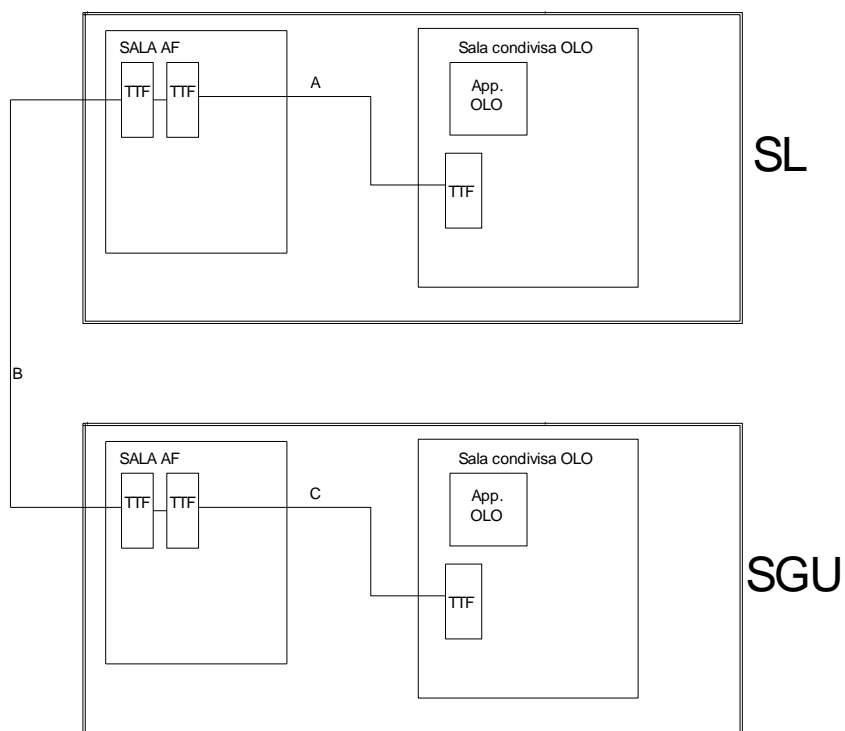 SALA AF
TTF
TTF
A
Sala condivisa OLO
App.
OLO
TTF
SL
B
SALA AF
TTF
TTF
C
Sala condivisa OLO
App.
OLO
TTF
SGU